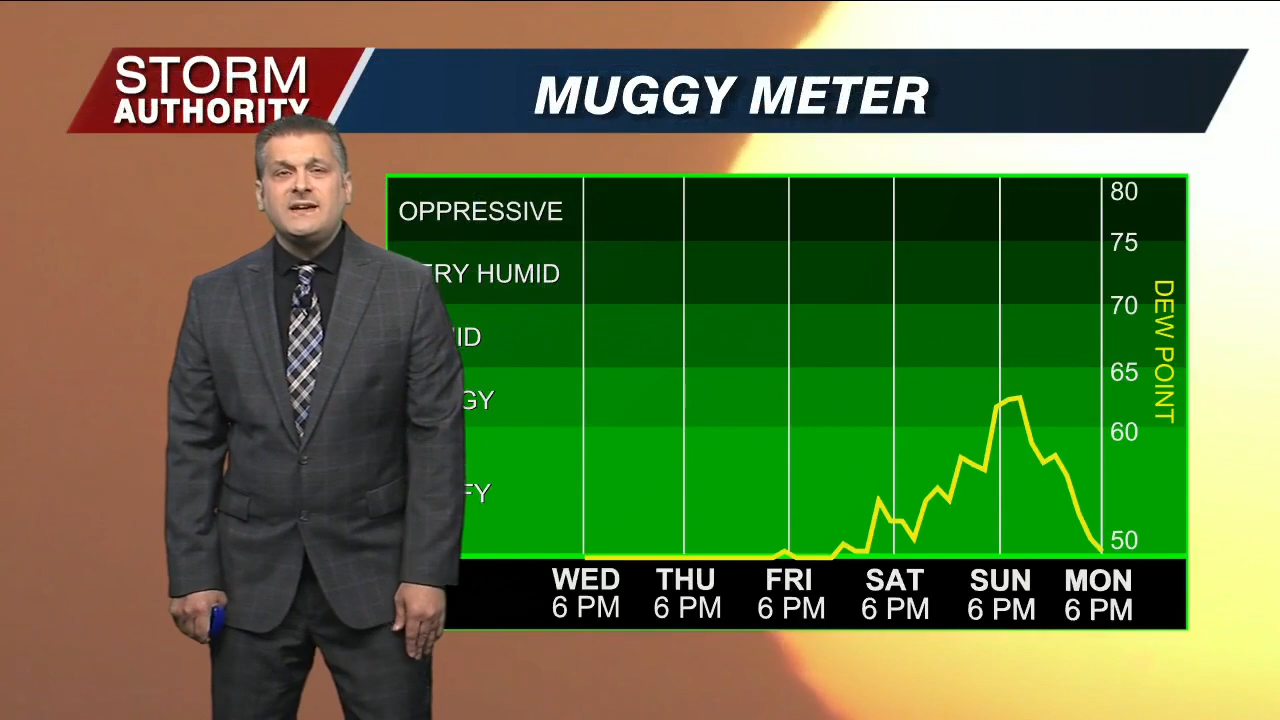 STORM
AUTHORITY
MUGGY METER
OPPRESSIVE
HUMID
80
75
70
65
60
50
DEW POINT
WED THU FRI SAT SUN MON
6 PM 6 PM 6 PM 6 PM 6 PM 6 PM